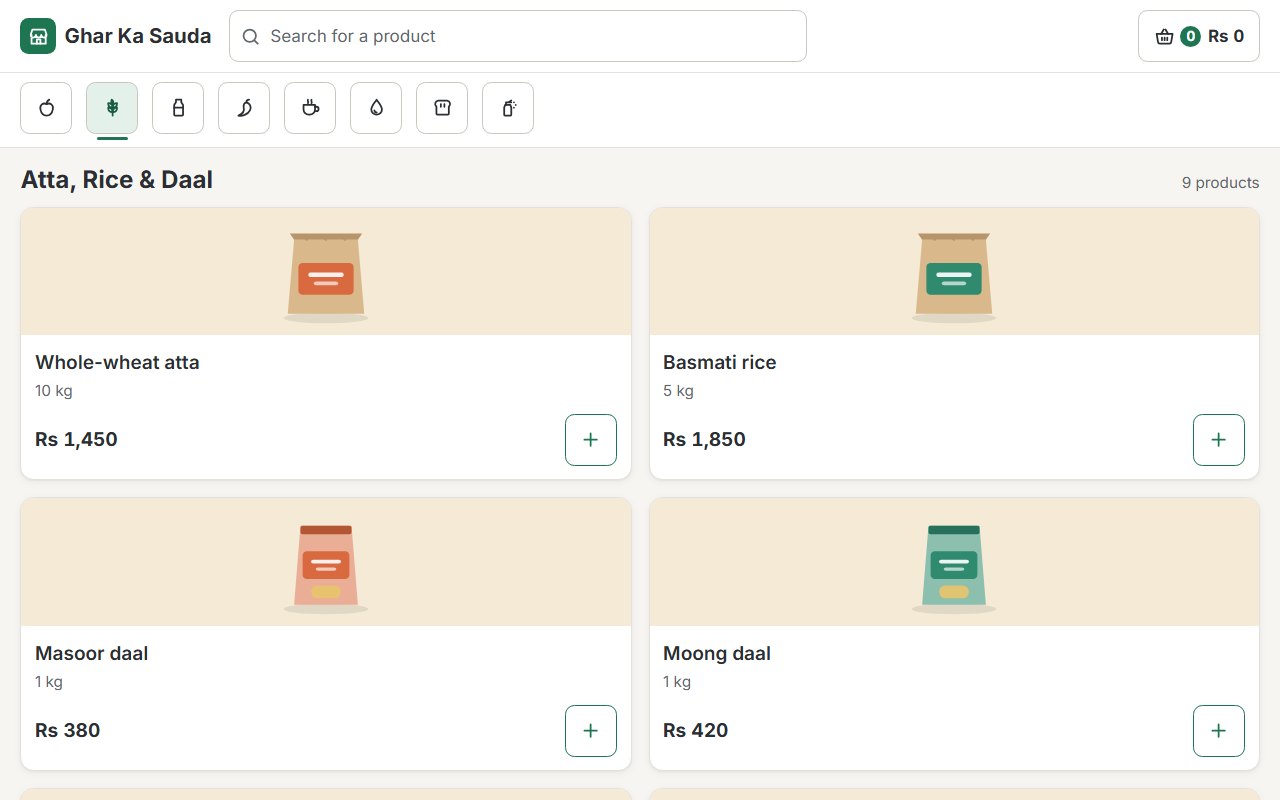 Ghar Ka Sauda
Search for a product
0 Rs 0
Atta, Rice & Daal
9 products
Whole-wheat atta
10 kg
Rs 1,450
Basmati rice
5 kg
Rs 1,850
Masoor daal
1 kg
Rs 380
Moong daal
1 kg
Rs 420